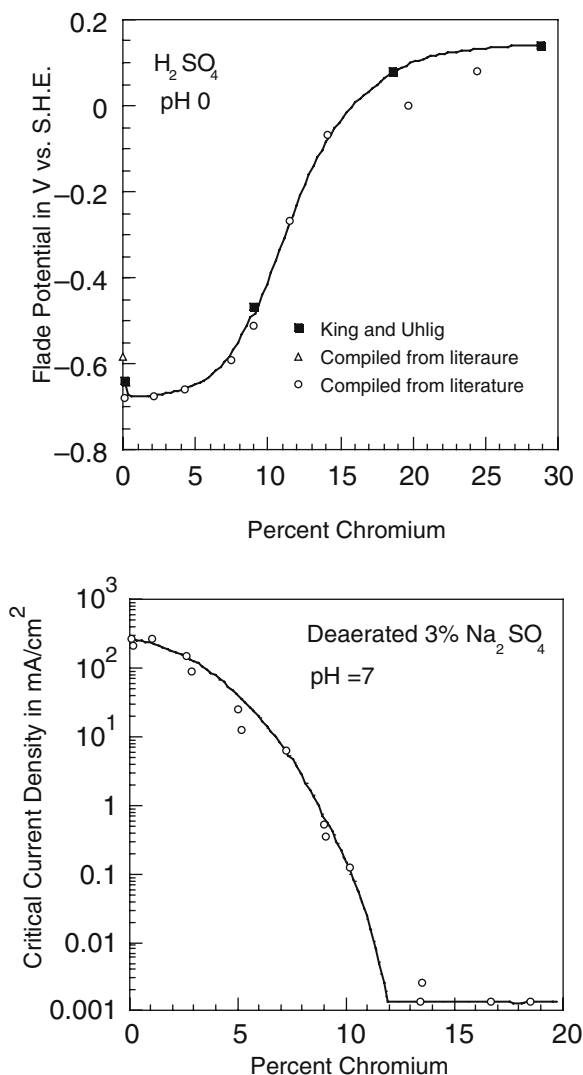 0.2
0
−0.2
−0.4
−0.6
−0.8
Flade Potential in V vs. S.H.E.
H2SO4
pH 0
King and Uhlig
Compiled from literaure
Compiled from literature
0 5 10 15 20 25 30
Percent Chromium
10^3
10^2
10^1
1
0.1
0.01
0.001
Critical Current Density in mA/cm^2
Deaerated 3% Na2SO4
pH =7
0 5 10 15 20
Percent Chromium